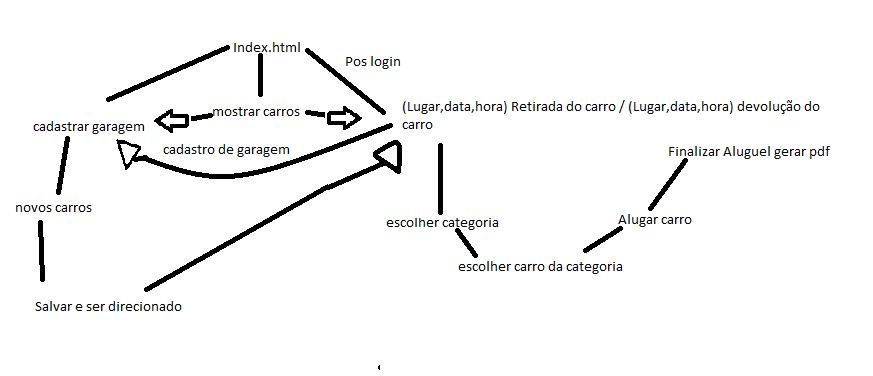 Index.html
Pos login
mostrar carros
(Lugar,data,hora) Retirada do carro / (Lugar,data,hora) devolução do
carro
cadastrar garagem
cadastro de garagem
Finalizar Aluguel gerar pdf
novos carros
escolher categoria
Alugar carro
escolher carro da categoria
Salvar e ser direcionado